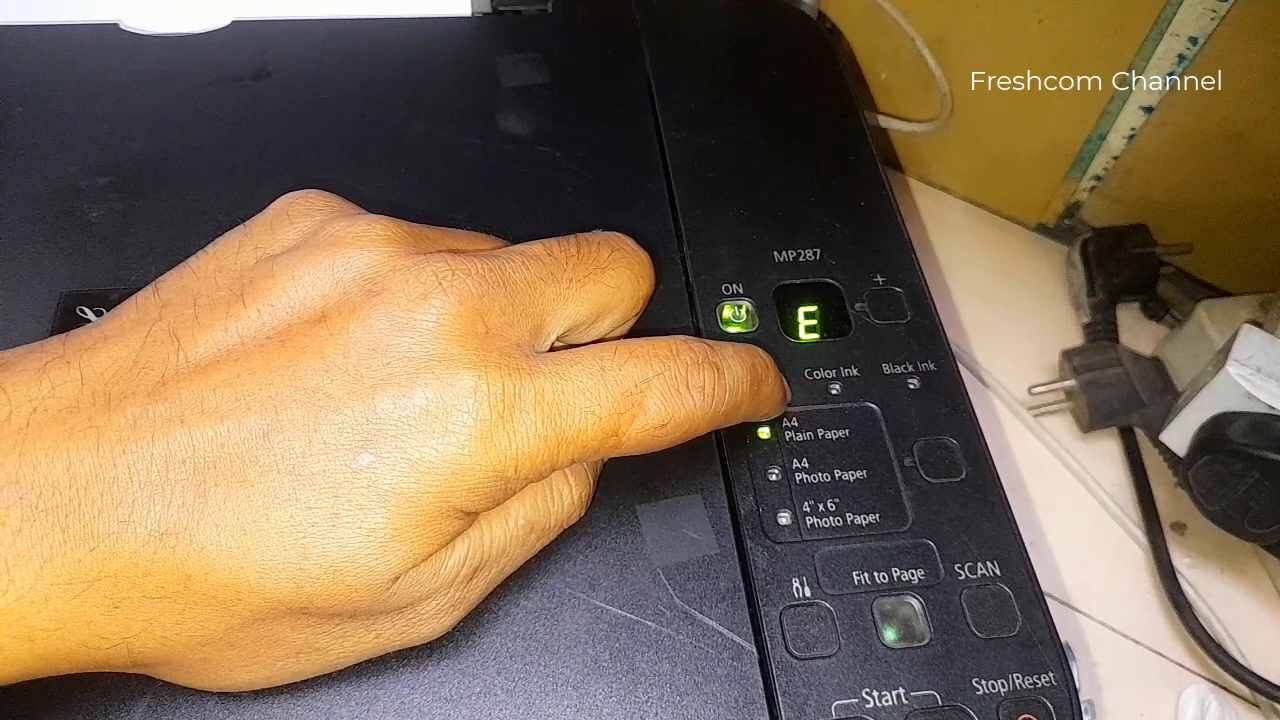 Freshcom Channel
MP287
ON
E
+
Color Ink
Black Ink
A4
Plain Paper
A4
Photo Paper
4" x 6"
Photo Paper
Fit to Page
SCAN
Start
Stop/Reset